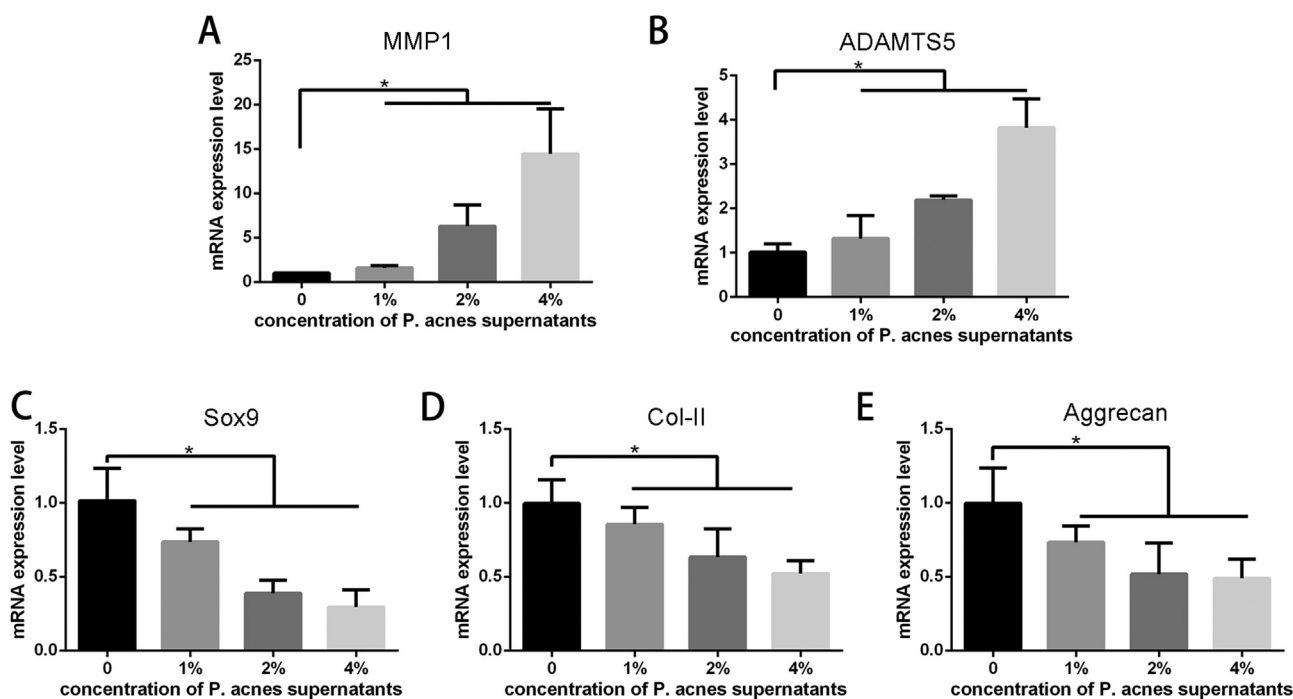 A
MMP1
mRNA expression level
25
20
15
10
5
0
*
0 1% 2% 4%
concentration of P. acnes supernatants
B
ADAMTS5
mRNA expression level
5
4
3
2
1
0
*
0 1% 2% 4%
concentration of P. acnes supernatants
C
Sox9
mRNA expression level
1.5
1.0
0.5
0.0
*
0 1% 2% 4%
concentration of P. acnes supernatants
D
Col-II
mRNA expression level
1.5
1.0
0.5
0.0
*
0 1% 2% 4%
concentration of P. acnes supernatants
E
Aggrecan
mRNA expression level
1.5
1.0
0.5
0.0
*
0 1% 2% 4%
concentration of P. acnes supernatants